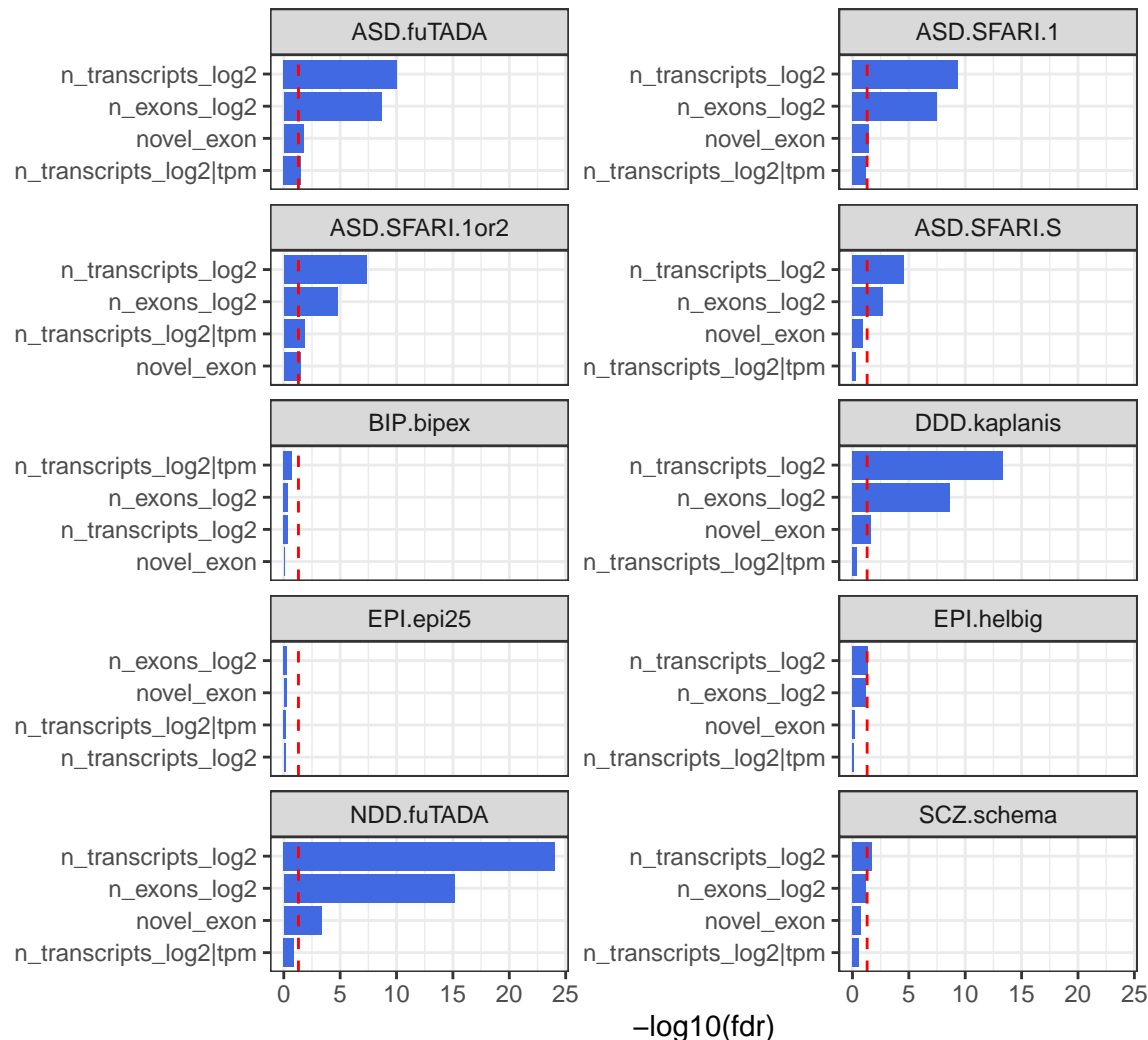 ASD.fuTADA
n_transcripts_log2
n_exons_log2
novel_exon
n_transcripts_log2|tpm
ASD.SFARI.1
n_transcripts_log2
n_exons_log2
novel_exon
n_transcripts_log2|tpm
ASD.SFARI.1or2
n_transcripts_log2
n_exons_log2
n_transcripts_log2|tpm
novel_exon
ASD.SFARI.S
n_transcripts_log2
n_exons_log2
novel_exon
n_transcripts_log2|tpm
BIP.bipex
n_transcripts_log2|tpm
n_exons_log2
n_transcripts_log2
novel_exon
DDD.kaplanis
n_transcripts_log2
n_exons_log2
novel_exon
n_transcripts_log2|tpm
EPI.epi25
n_exons_log2
novel_exon
n_transcripts_log2|tpm
n_transcripts_log2
EPI.helbig
n_transcripts_log2
n_exons_log2
novel_exon
n_transcripts_log2|tpm
NDD.fuTADA
n_transcripts_log2
n_exons_log2
novel_exon
n_transcripts_log2|tpm
0 5 10 15 20 25
SCZ.schema
n_transcripts_log2
n_exons_log2
novel_exon
n_transcripts_log2|tpm
0 5 10 15 20 25
−log10(fdr)